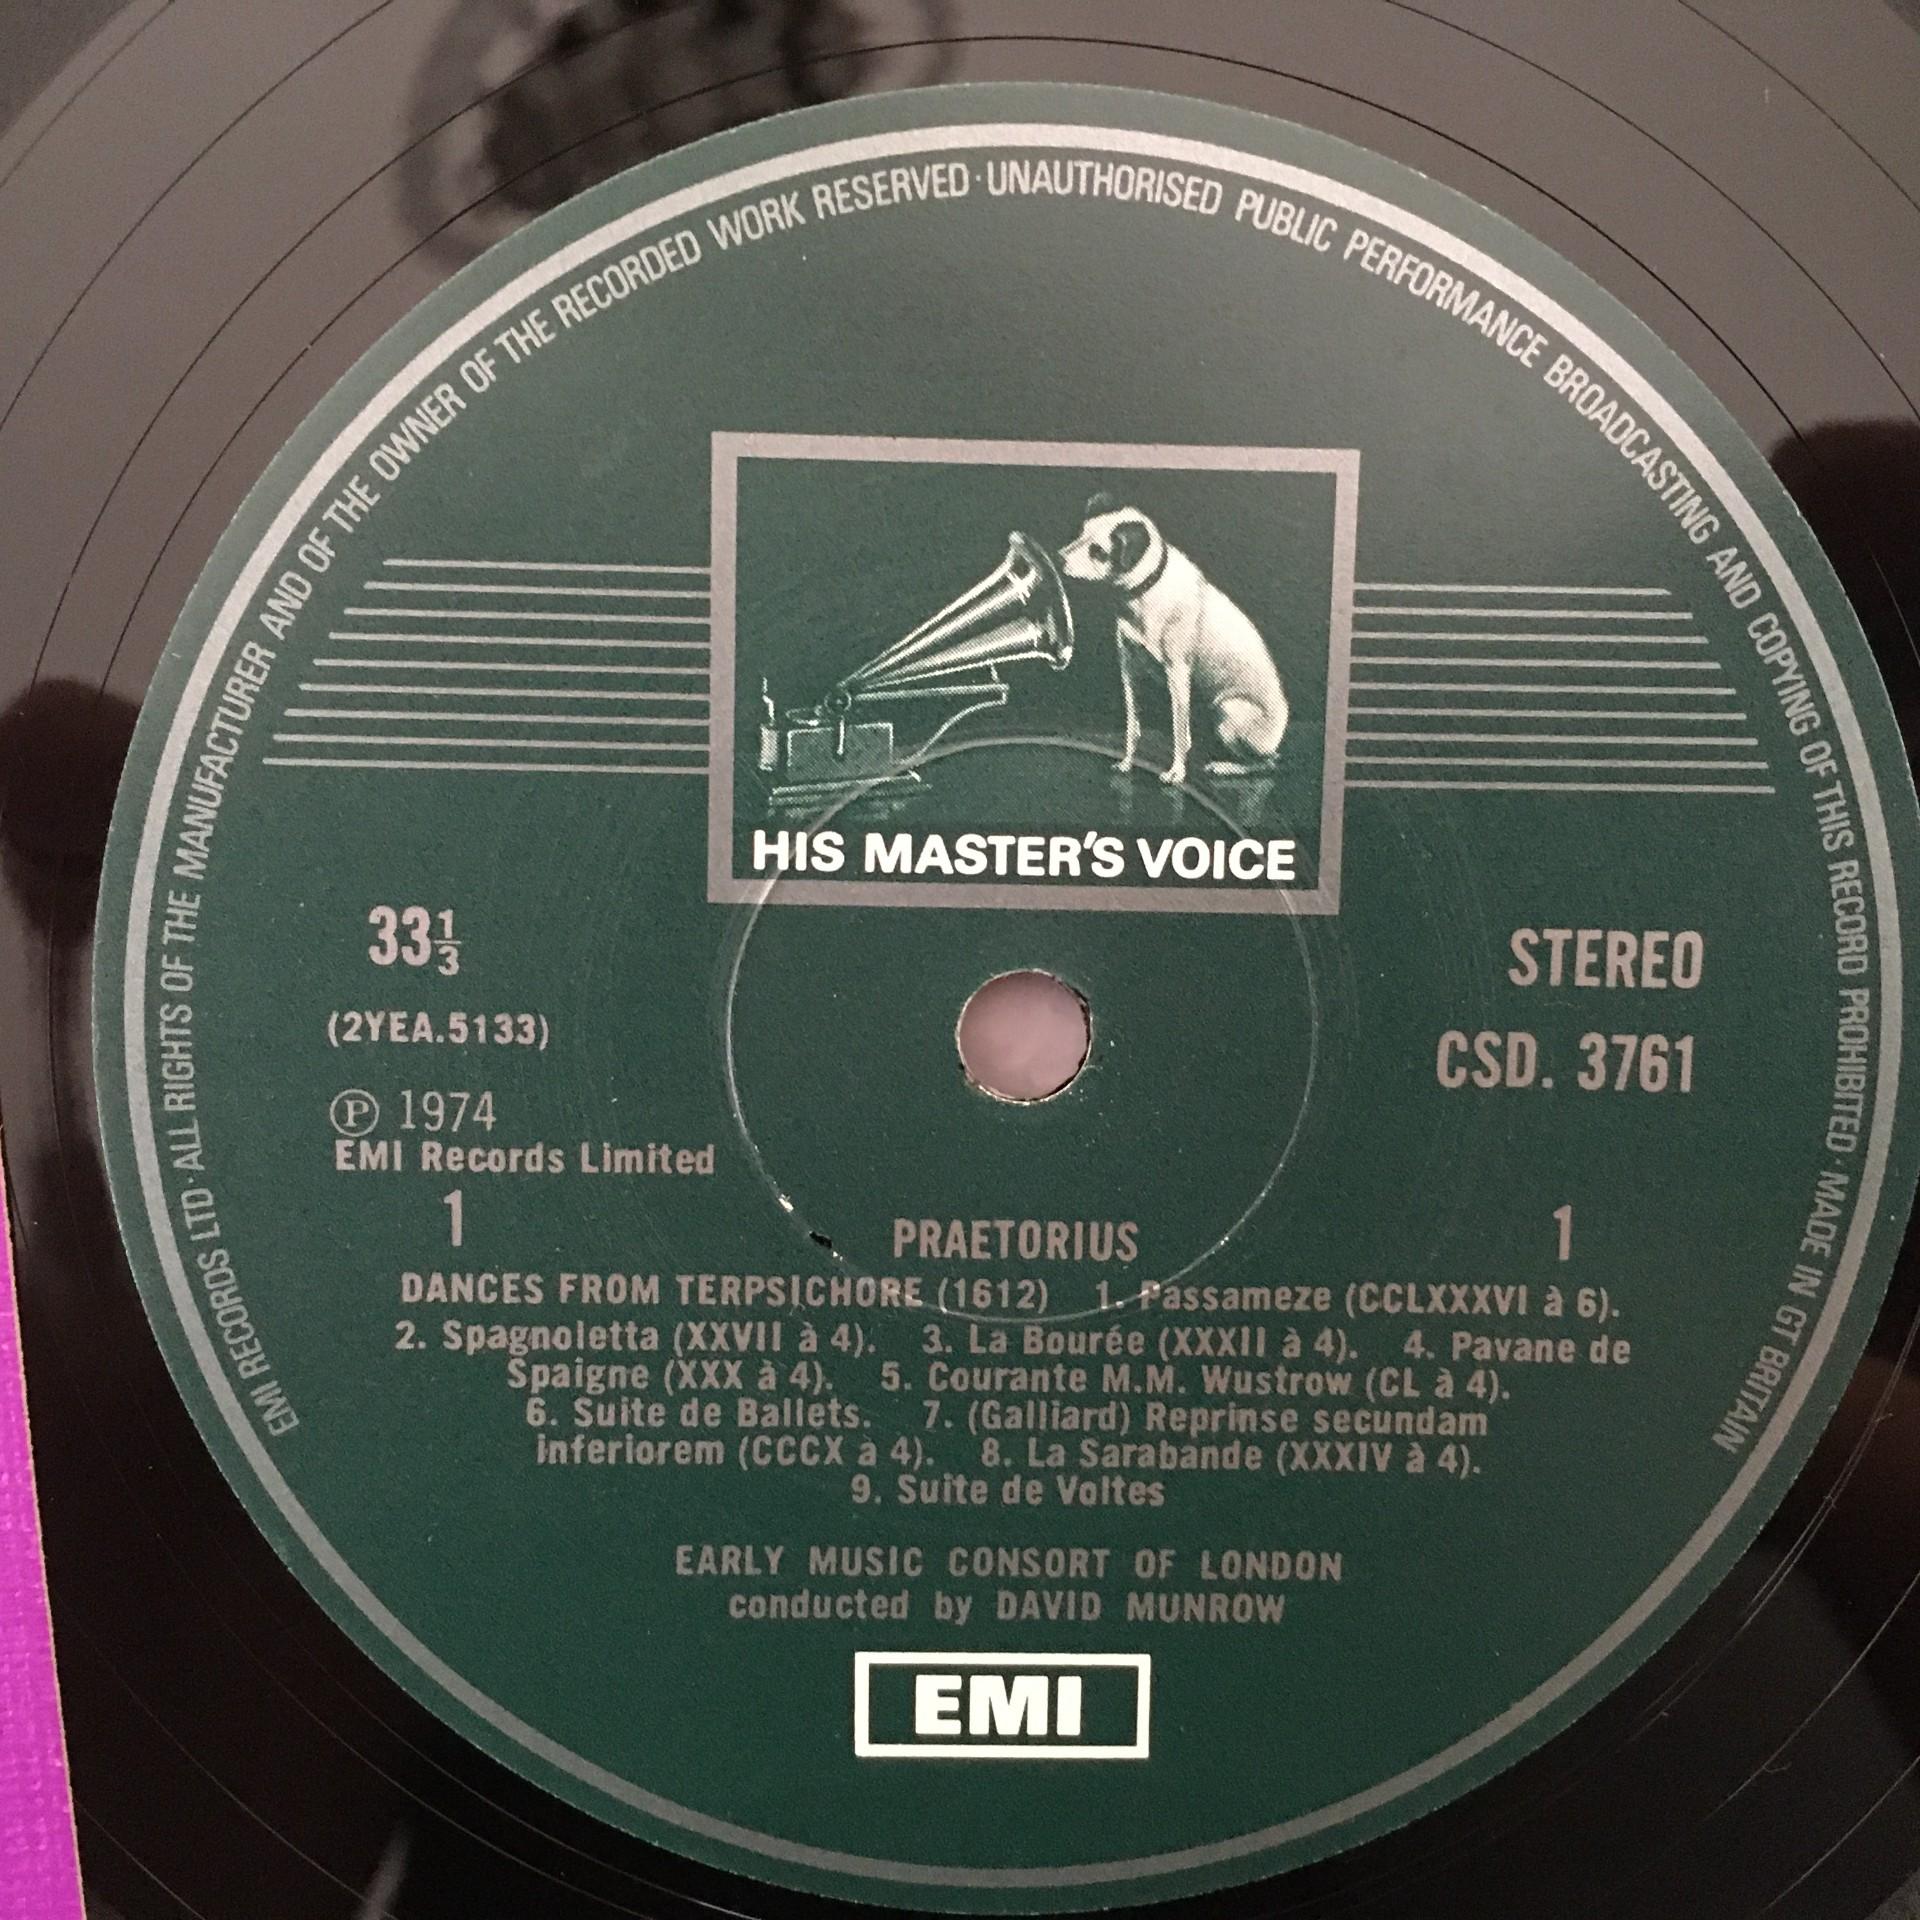 EMI RECORDS LTD · ALL RIGHTS OF THE MANUFACTURER AND OF THE OWNER OF THE RECORDED WORK RESERVED · UNAUTHORISED PUBLIC PERFORMANCE BROADCASTING AND COPYING OF THIS RECORD PROHIBITED · MADE IN GT BRITAIN
HIS MASTER'S VOICE
33⅓
STEREO
(2YEA.5133)
CSD. 3761
℗ 1974
EMI Records Limited
1
1
PRAETORIUS
DANCES FROM TERPSICHORE (1612) 1. Passameze (CCLXXXVI à 6).
2. Spagnoletta (XXVII à 4). 3. La Bourée (XXXII à 4). 4. Pavane de
Spaigne (XXX à 4). 5. Courante M.M. Wustrow (CL à 4).
6. Suite de Ballets. 7. (Galliard) Reprinse secundam
inferiorem (CCCX à 4). 8. La Sarabande (XXXIV à 4).
9. Suite de Voltes
EARLY MUSIC CONSORT OF LONDON
conducted by DAVID MUNROW
EMI